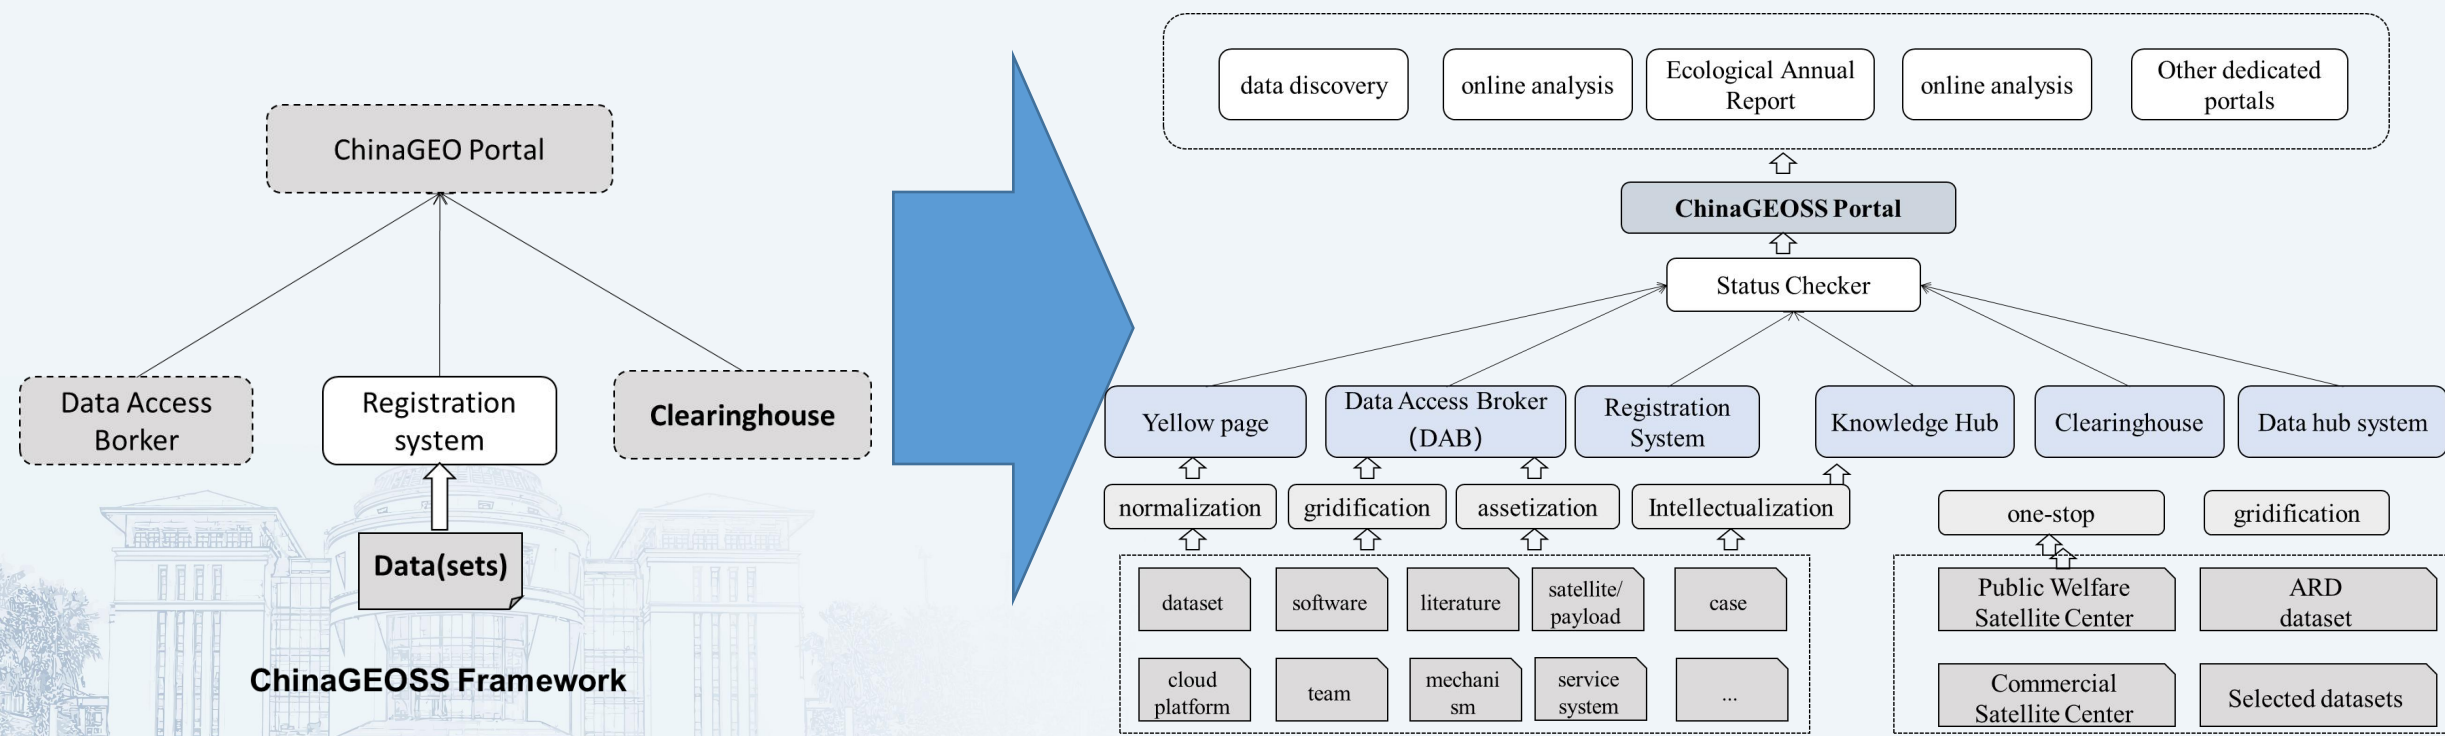 ChinaGEO Portal
Data Access
Borker
Registration
system
Clearinghouse
Data(sets)
ChinaGEOSS Framework
data discovery
online analysis
Ecological Annual
Report
online analysis
Other dedicated
portals
ChinaGEOSS Portal
Status Checker
Yellow page
Data Access Broker
（DAB）
Registration
System
Knowledge Hub
Clearinghouse
Data hub system
normalization
gridification
assetization
Intellectualization
one-stop
gridification
dataset
software
literature
satellite/
payload
case
cloud
platform
team
mechani
sm
service
system
...
Public Welfare
Satellite Center
ARD
dataset
Commercial
Satellite Center
Selected datasets